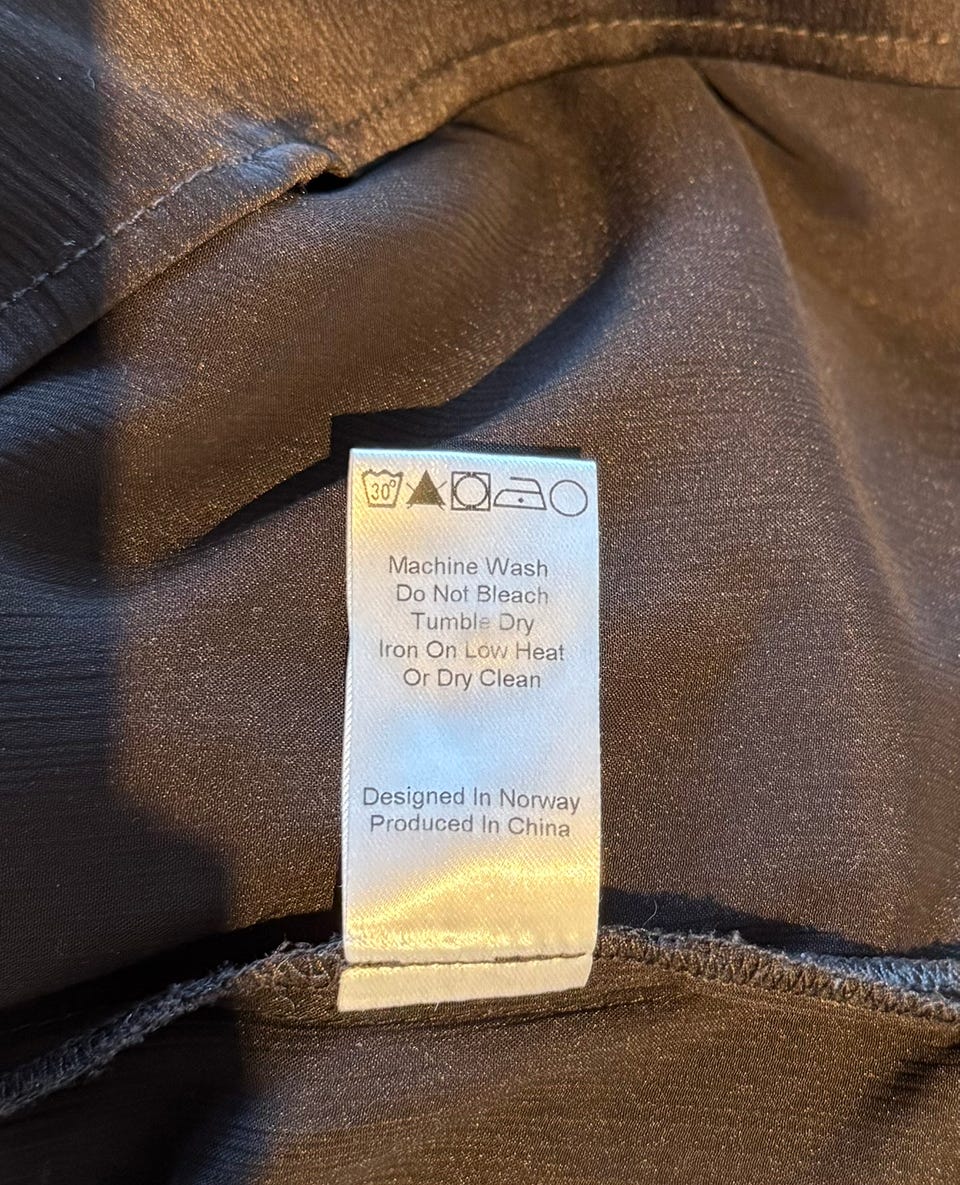 30°
Machine Wash
Do Not Bleach
Tumble Dry
Iron On Low Heat
Or Dry Clean
Designed In Norway
Produced In China